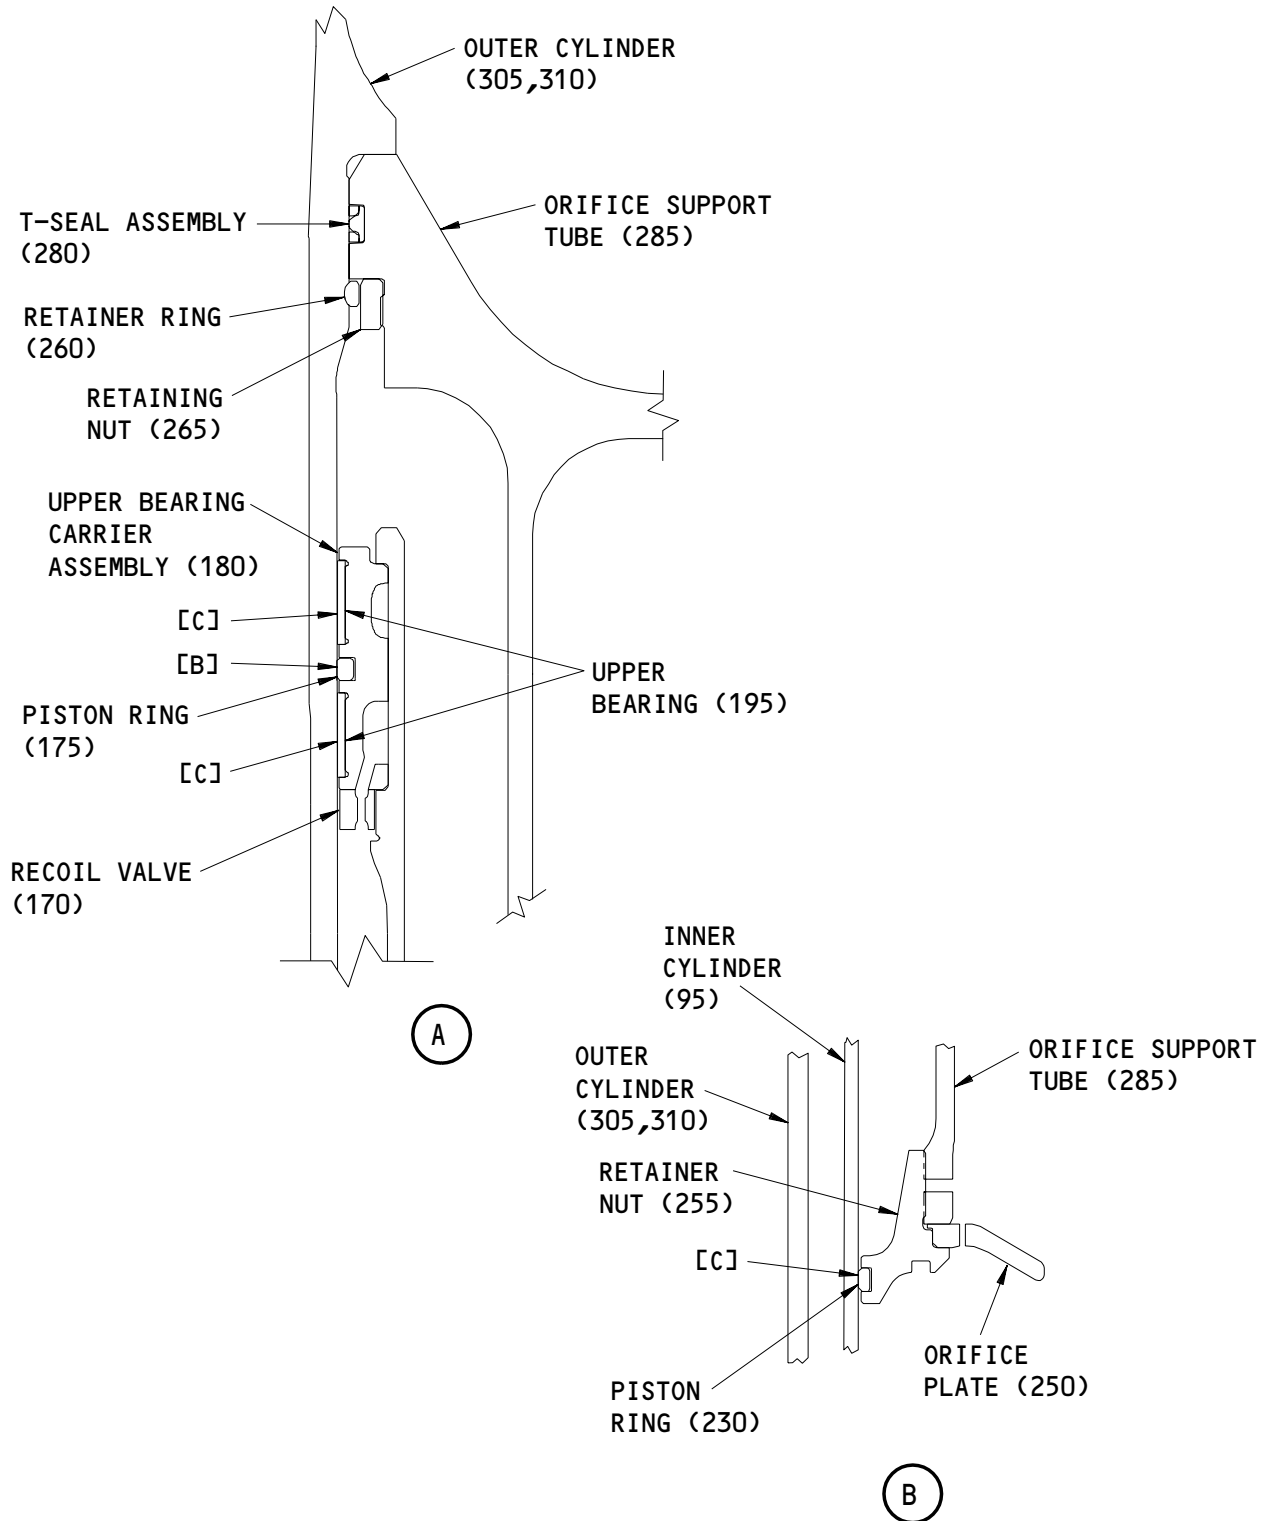 OUTER CYLINDER
(305,310)
T-SEAL ASSEMBLY
(280)
ORIFICE SUPPORT
TUBE (285)
RETAINER RING
(260)
RETAINING
NUT (265)
UPPER BEARING
CARRIER
ASSEMBLY (180)
[C]
[B]
UPPER
BEARING (195)
PISTON RING
(175)
[C]
RECOIL VALVE
(170)
A
INNER
CYLINDER
(95)
OUTER
CYLINDER
(305,310)
ORIFICE SUPPORT
TUBE (285)
RETAINER
NUT (255)
[C]
ORIFICE
PLATE (250)
PISTON
RING (230)
B